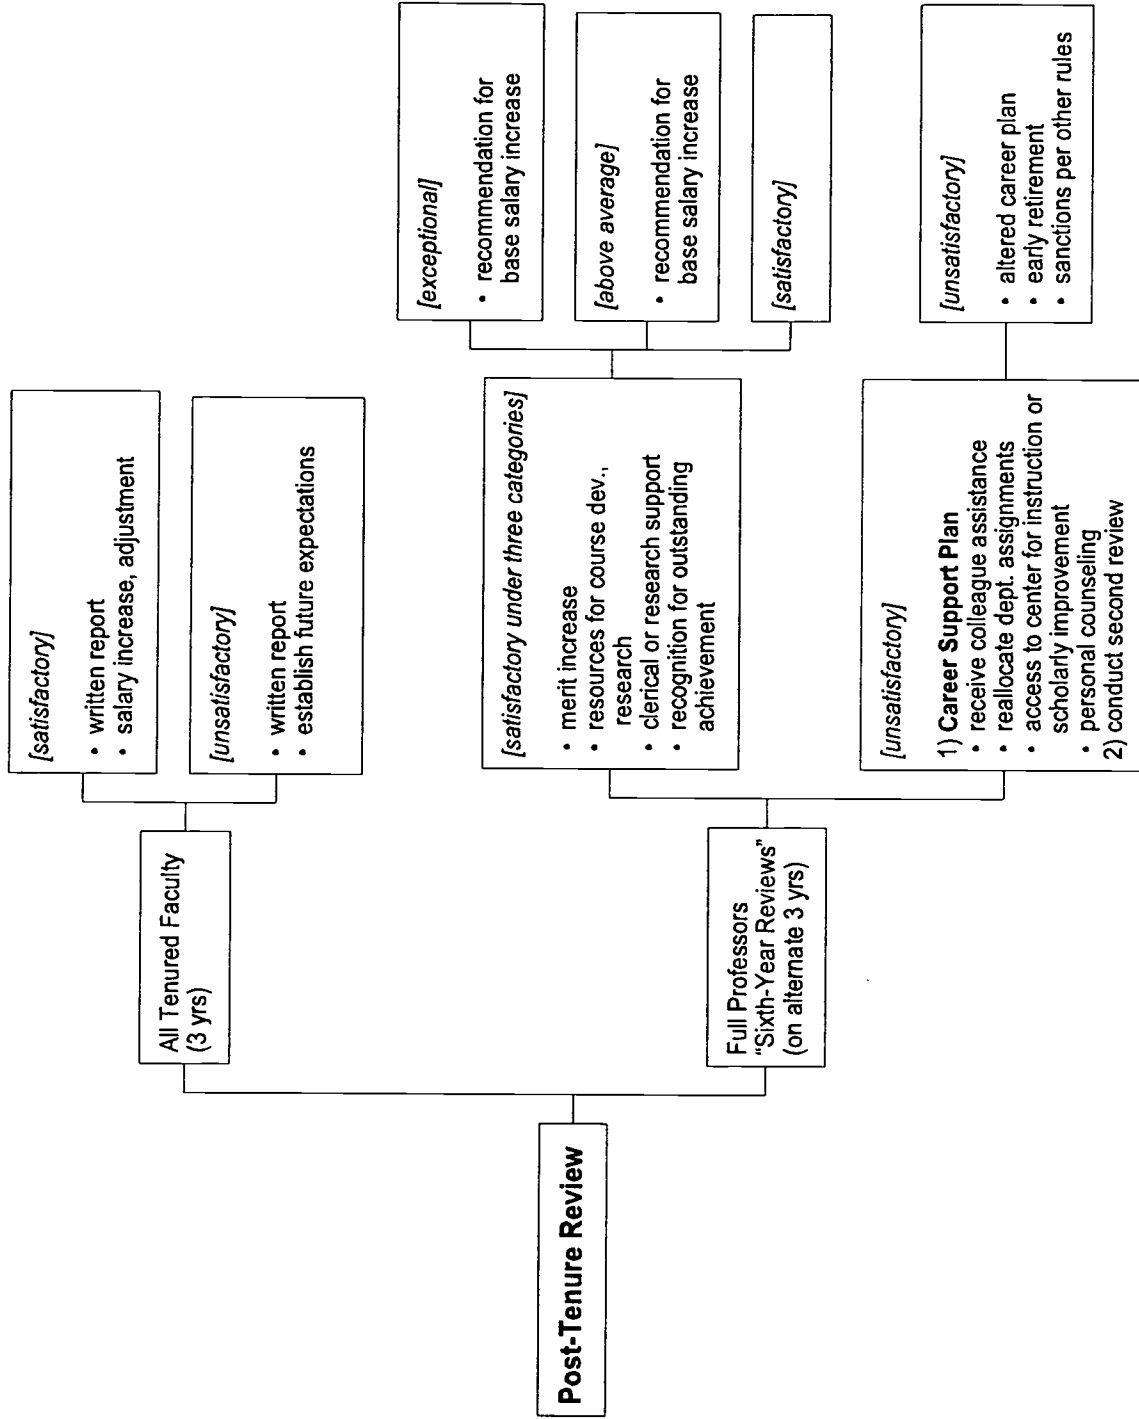 Post-Tenure Review
All Tenured Faculty
(3 yrs)
[satisfactory]
• written report
• salary increase, adjustment
[unsatisfactory]
• written report
• establish future expectations
Full Professors
"Sixth-Year Reviews"
(on alternate 3 yrs)
[satisfactory under three categories]
• merit increase
• resources for course dev.,
research
• clerical or research support
• recognition for outstanding
achievement
[exceptional]
• recommendation for
base salary increase
[above average]
• recommendation for
base salary increase
[satisfactory]
[unsatisfactory]
1) Career Support Plan
• receive colleague assistance
• reallocate dept. assignments
• access to center for instruction or
scholarly improvement
• personal counseling
2) conduct second review
[unsatisfactory]
• altered career plan
• early retirement
• sanctions per other rules